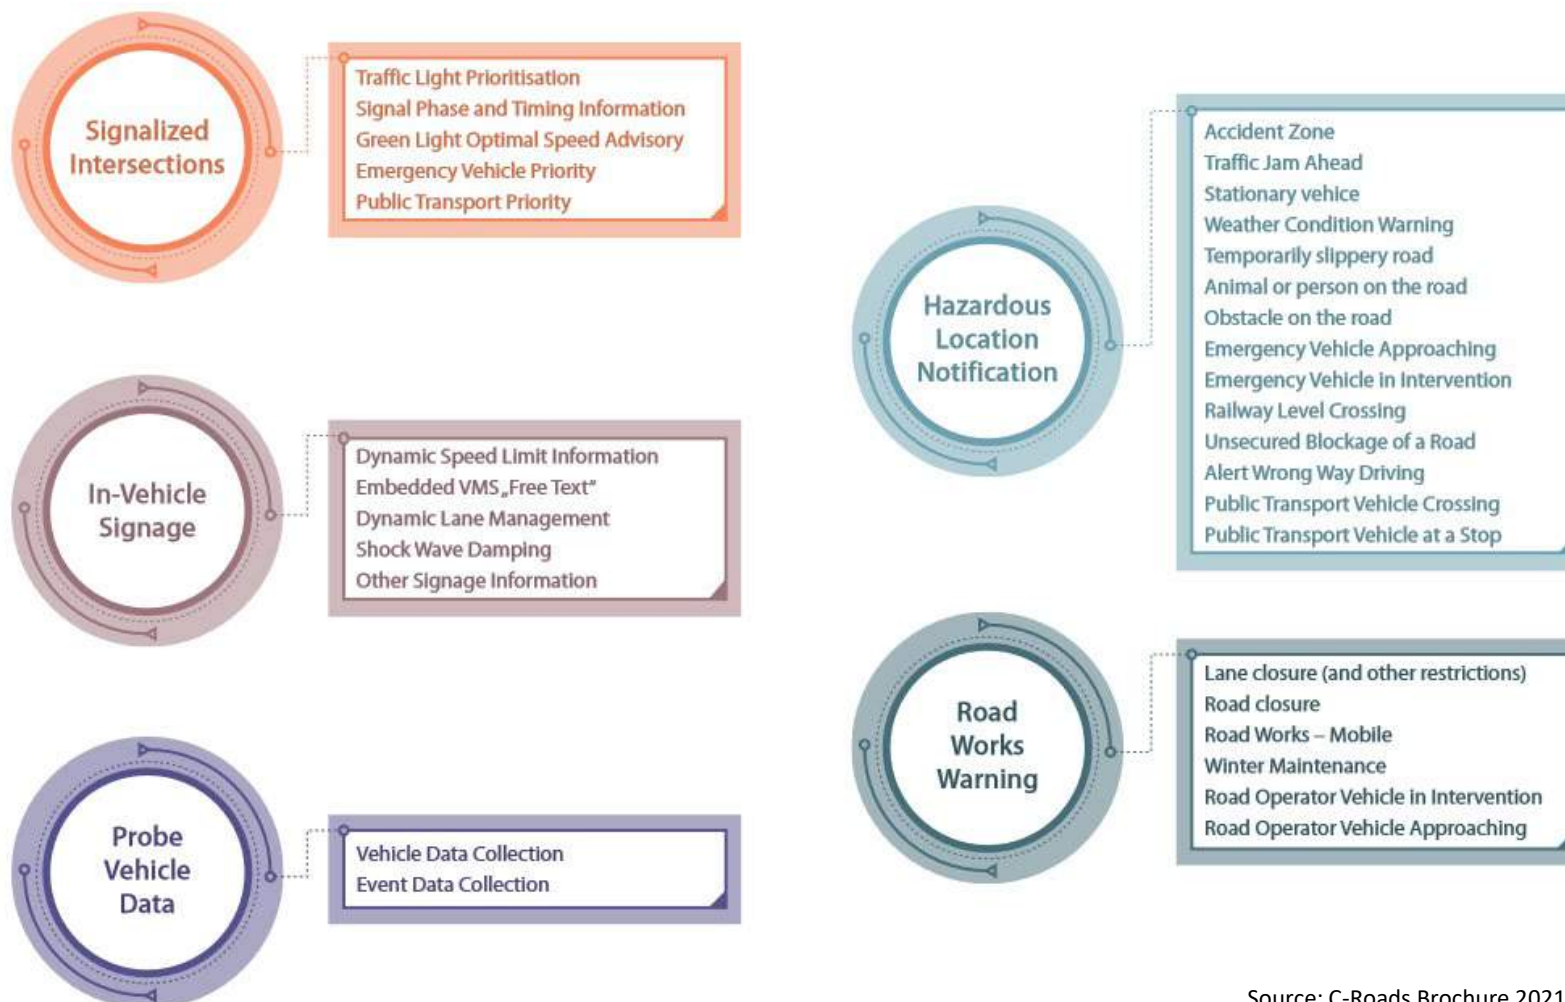 Signalized
Intersections
Traffic Light Prioritisation
Signal Phase and Timing Information
Green Light Optimal Speed Advisory
Emergency Vehicle Priority
Public Transport Priority
In-Vehicle
Signage
Dynamic Speed Limit Information
Embedded VMS „Free Text“
Dynamic Lane Management
Shock Wave Damping
Other Signage Information
Probe
Vehicle
Data
Vehicle Data Collection
Event Data Collection
Hazardous
Location
Notification
Accident Zone
Traffic Jam Ahead
Stationary vehice
Weather Condition Warning
Temporarily slippery road
Animal or person on the road
Obstacle on the road
Emergency Vehicle Approaching
Emergency Vehicle in Intervention
Railway Level Crossing
Unsecured Blockage of a Road
Alert Wrong Way Driving
Public Transport Vehicle Crossing
Public Transport Vehicle at a Stop
Road
Works
Warning
Lane closure (and other restrictions)
Road closure
Road Works – Mobile
Winter Maintenance
Road Operator Vehicle in Intervention
Road Operator Vehicle Approaching
Source: C-Roads Brochure 2021